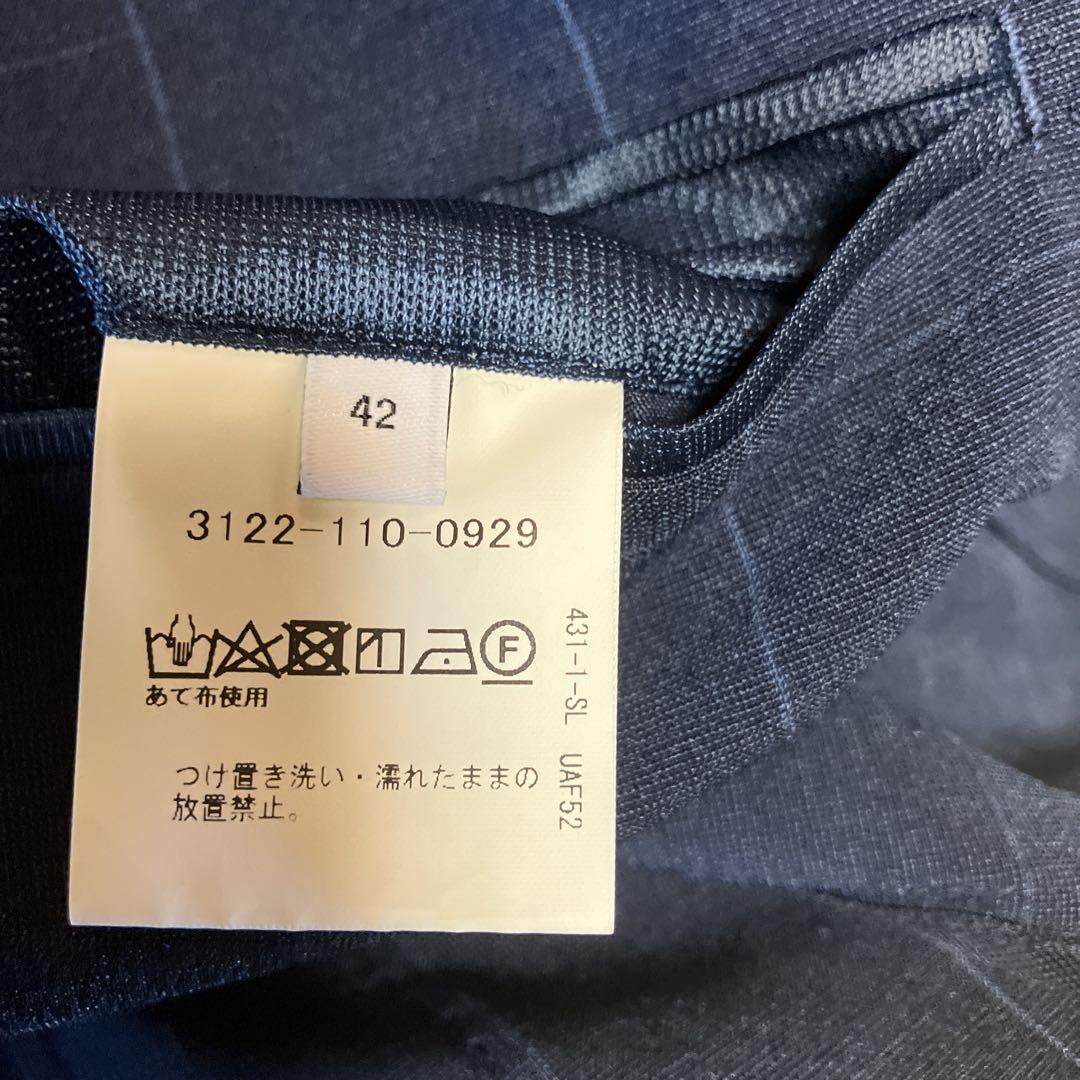 42
3122-110-0929
F
あて布使用
つけ置き洗い・濡れたままの
放置禁止。
431-1-SL UAF52